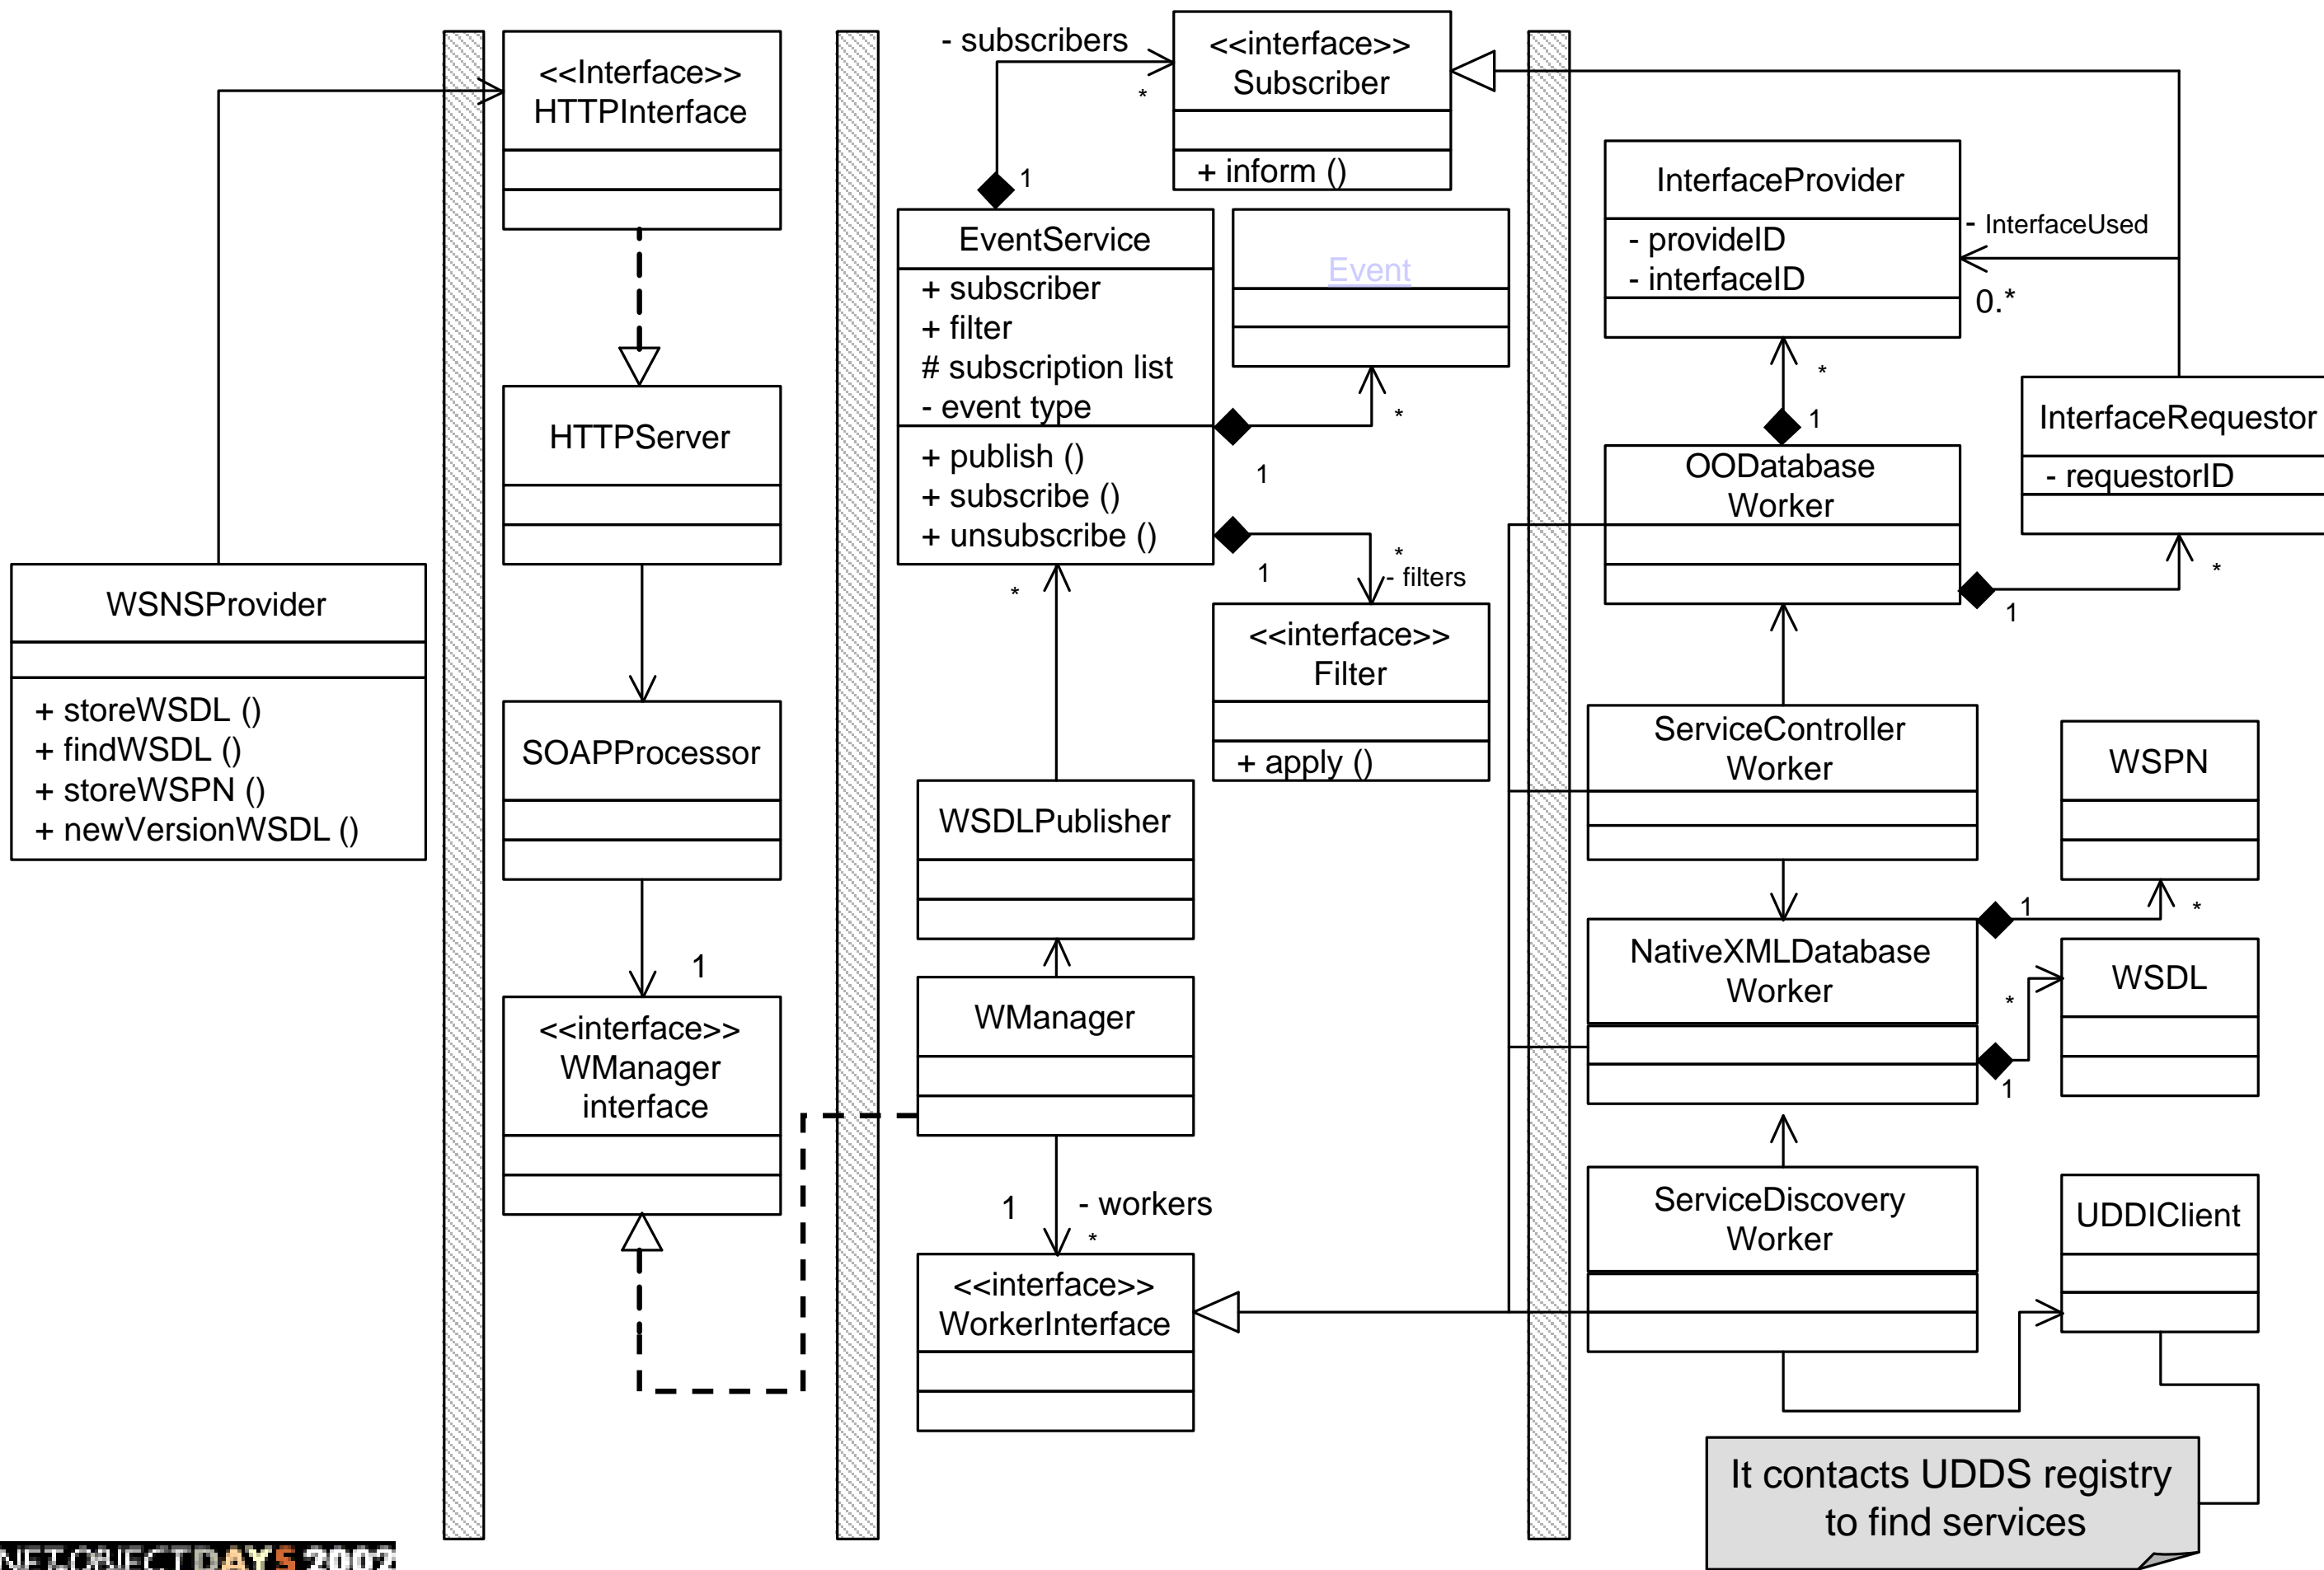 - subscribers
*
1
<<Interface>>
HTTPInterface
HTTPServer
SOAPProcessor
1
<<interface>>
WManager
interface
WSNSProvider
+ storeWSDL ()
+ findWSDL ()
+ storeWSPN ()
+ newVersionWSDL ()
<<interface>>
Subscriber
+ inform ()
EventService
+ subscriber
+ filter
# subscription list
- event type
+ publish ()
+ subscribe ()
+ unsubscribe ()
Event
*
1
*
1
- filters
<<interface>>
Filter
+ apply ()
*
WSDLPublisher
WManager
1
- workers
*
<<interface>>
WorkerInterface
InterfaceProvider
- provideID
- interfaceID
- InterfaceUsed
0.*
*
1
InterfaceRequestor
- requestorID
OODatabase
Worker
*
1
ServiceController
Worker
WSPN
1
*
NativeXMLDatabase
Worker
WSDL
*
1
ServiceDiscovery
Worker
UDDIClient
It contacts UDDS registry
to find services
NET.OBJECTDAYS 2002